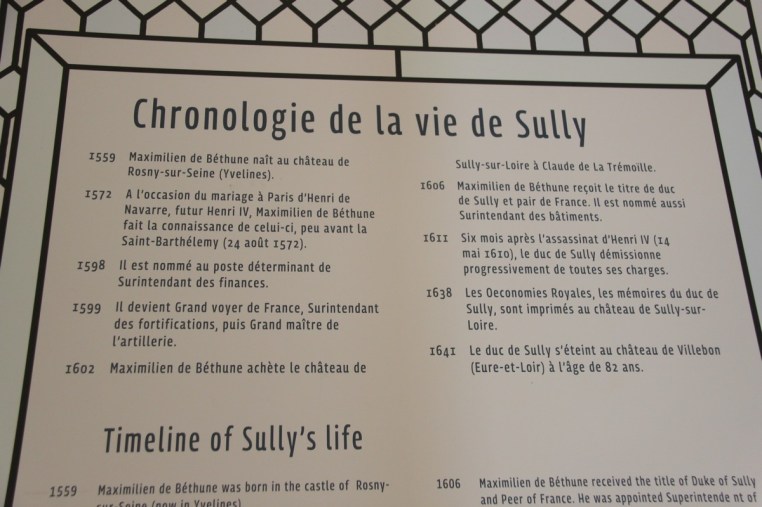 Chronologie de la vie de Sully
1559 Maximilien de Béthune naît au château de
Rosny-sur-Seine (Yvelines).
1572 A l'occasion du mariage à Paris d'Henri de
Navarre, futur Henri IV, Maximilien de Béthune
fait la connaissance de celui-ci, peu avant la
Saint-Barthélemy (24 août 1572).
1598 Il est nommé au poste déterminant de
Surintendant des finances.
1599 Il devient Grand voyer de France, Surintendant
des fortifications, puis Grand maître de
l'artillerie.
1602 Maximilien de Béthune achète le château de
Sully-sur-Loire à Claude de La Trémoille.
1606 Maximilien de Béthune reçoit le titre de duc
de Sully et pair de France. Il est nommé aussi
Surintendant des bâtiments.
1611 Six mois après l'assassinat d'Henri IV (14
mai 1610), le duc de Sully démissionne
progressivement de toutes ses charges.
1638 Les Oeconomies Royales, les mémoires du duc de
Sully, sont imprimés au château de Sully-sur-
Loire.
1641 Le duc de Sully s'éteint au château de Villebon
(Eure-et-Loir) à l'âge de 82 ans.
Timeline of Sully's life
1559 Maximilien de Béthune was born in the castle of Rosny-
sur-Seine (now in Yvelines)
1606 Maximilien de Béthune received the title of Duke of Sully
and Peer of France. He was appointed Superintende nt of